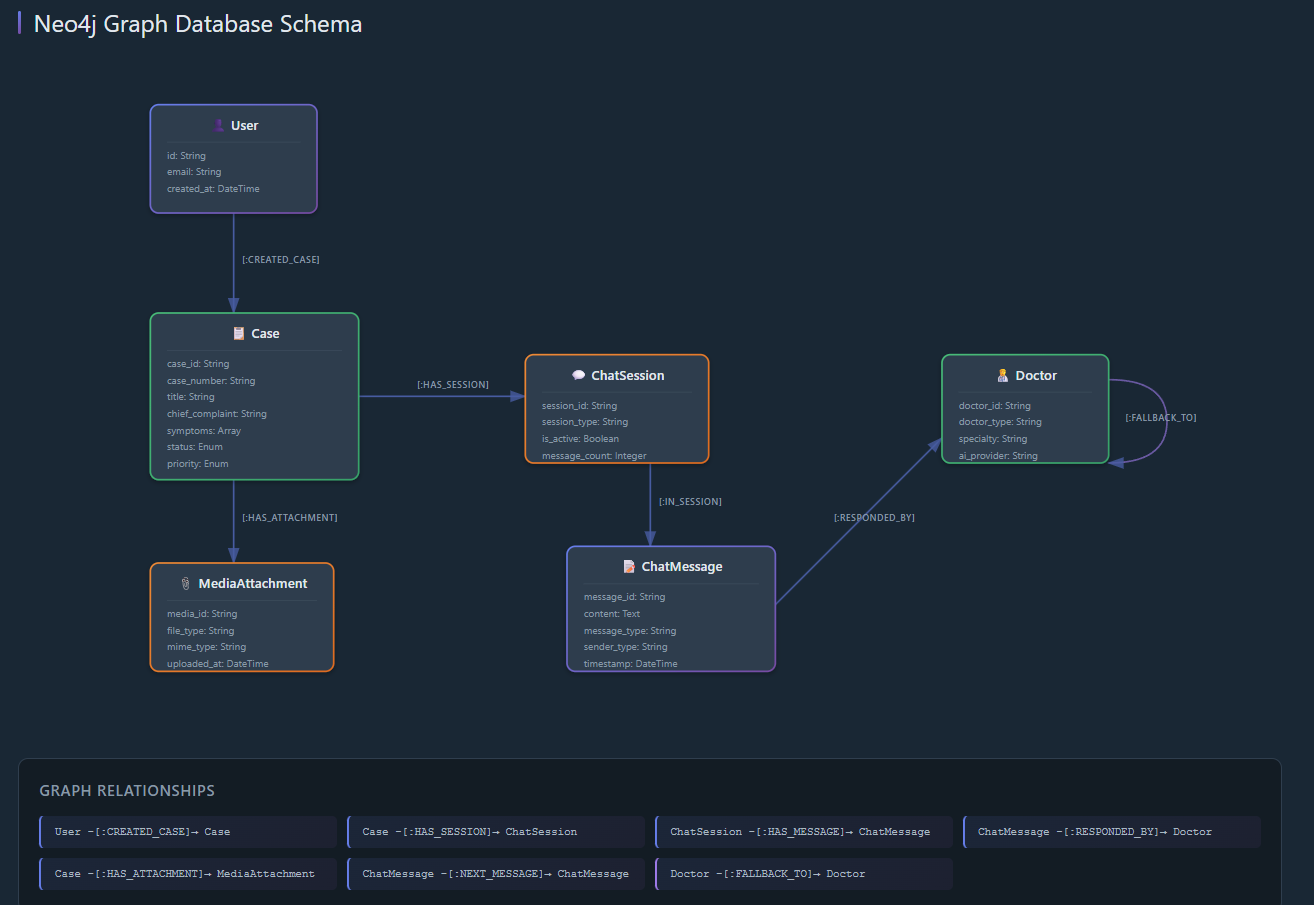 Neo4j Graph Database Schema
User
id: String
email: String
created_at: DateTime
[:CREATED_CASE]
Case
case_id: String
case_number: String
title: String
chief_complaint: String
symptoms: Array
status: Enum
priority: Enum
[:HAS_SESSION]
ChatSession
session_id: String
session_type: String
is_active: Boolean
message_count: Integer
Doctor
doctor_id: String
doctor_type: String
specialty: String
ai_provider: String
[:FALLBACK_TO]
[:HAS_ATTACHMENT]
[:IN_SESSION]
[:RESPONDED_BY]
MediaAttachment
media_id: String
file_type: String
mime_type: String
uploaded_at: DateTime
ChatMessage
message_id: String
content: Text
message_type: String
sender_type: String
timestamp: DateTime
GRAPH RELATIONSHIPS
User -[:CREATED_CASE]→ Case
Case -[:HAS_SESSION]→ ChatSession
ChatSession -[:HAS_MESSAGE]→ ChatMessage
ChatMessage -[:RESPONDED_BY]→ Doctor
Case -[:HAS_ATTACHMENT]→ MediaAttachment
ChatMessage -[:NEXT_MESSAGE]→ ChatMessage
Doctor -[:FALLBACK_TO]→ Doctor